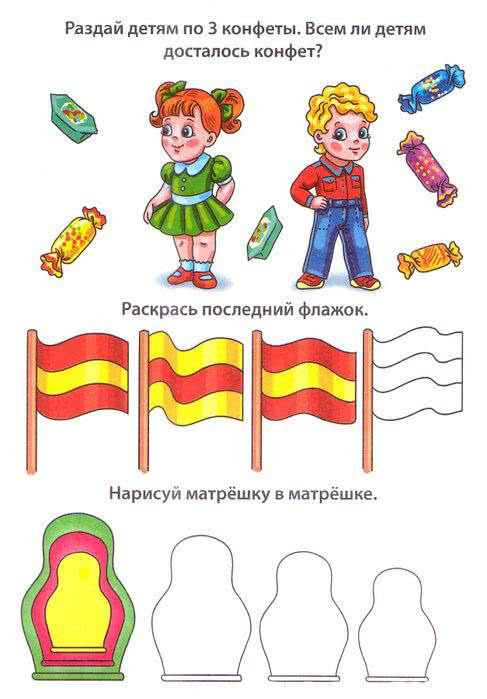 Раздай детям по 3 конфеты. Всем ли детям
досталось конфет?
Раскрась последний флажок.
Нарисуй матрёшку в матрёшке.